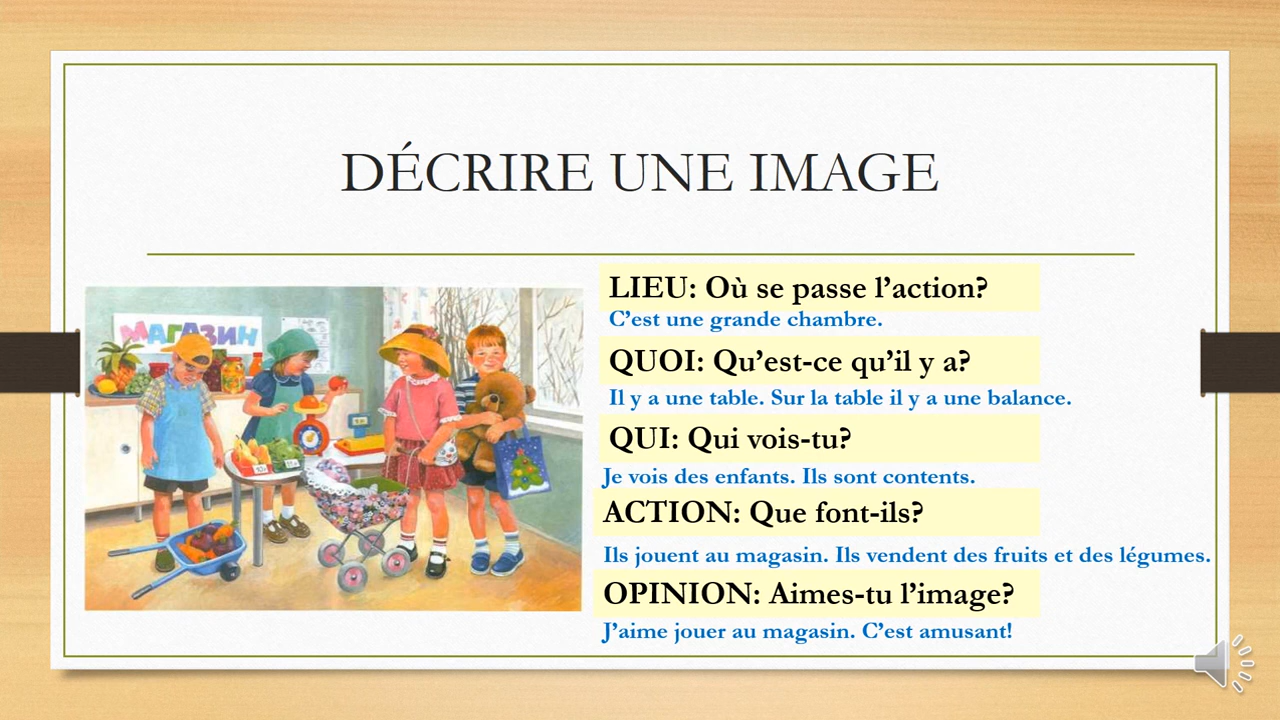 DÉCRIRE UNE IMAGE
МАГАЗИН
LIEU: Où se passe l’action?
C’est une grande chambre.
QUOI: Qu’est-ce qu’il y a?
Il y a une table. Sur la table il y a une balance.
QUI: Qui vois-tu?
Je vois des enfants. Ils sont contents.
ACTION: Que font-ils?
Ils jouent au magasin. Ils vendent des fruits et des légumes.
OPINION: Aimes-tu l’image?
J’aime jouer au magasin. C’est amusant!